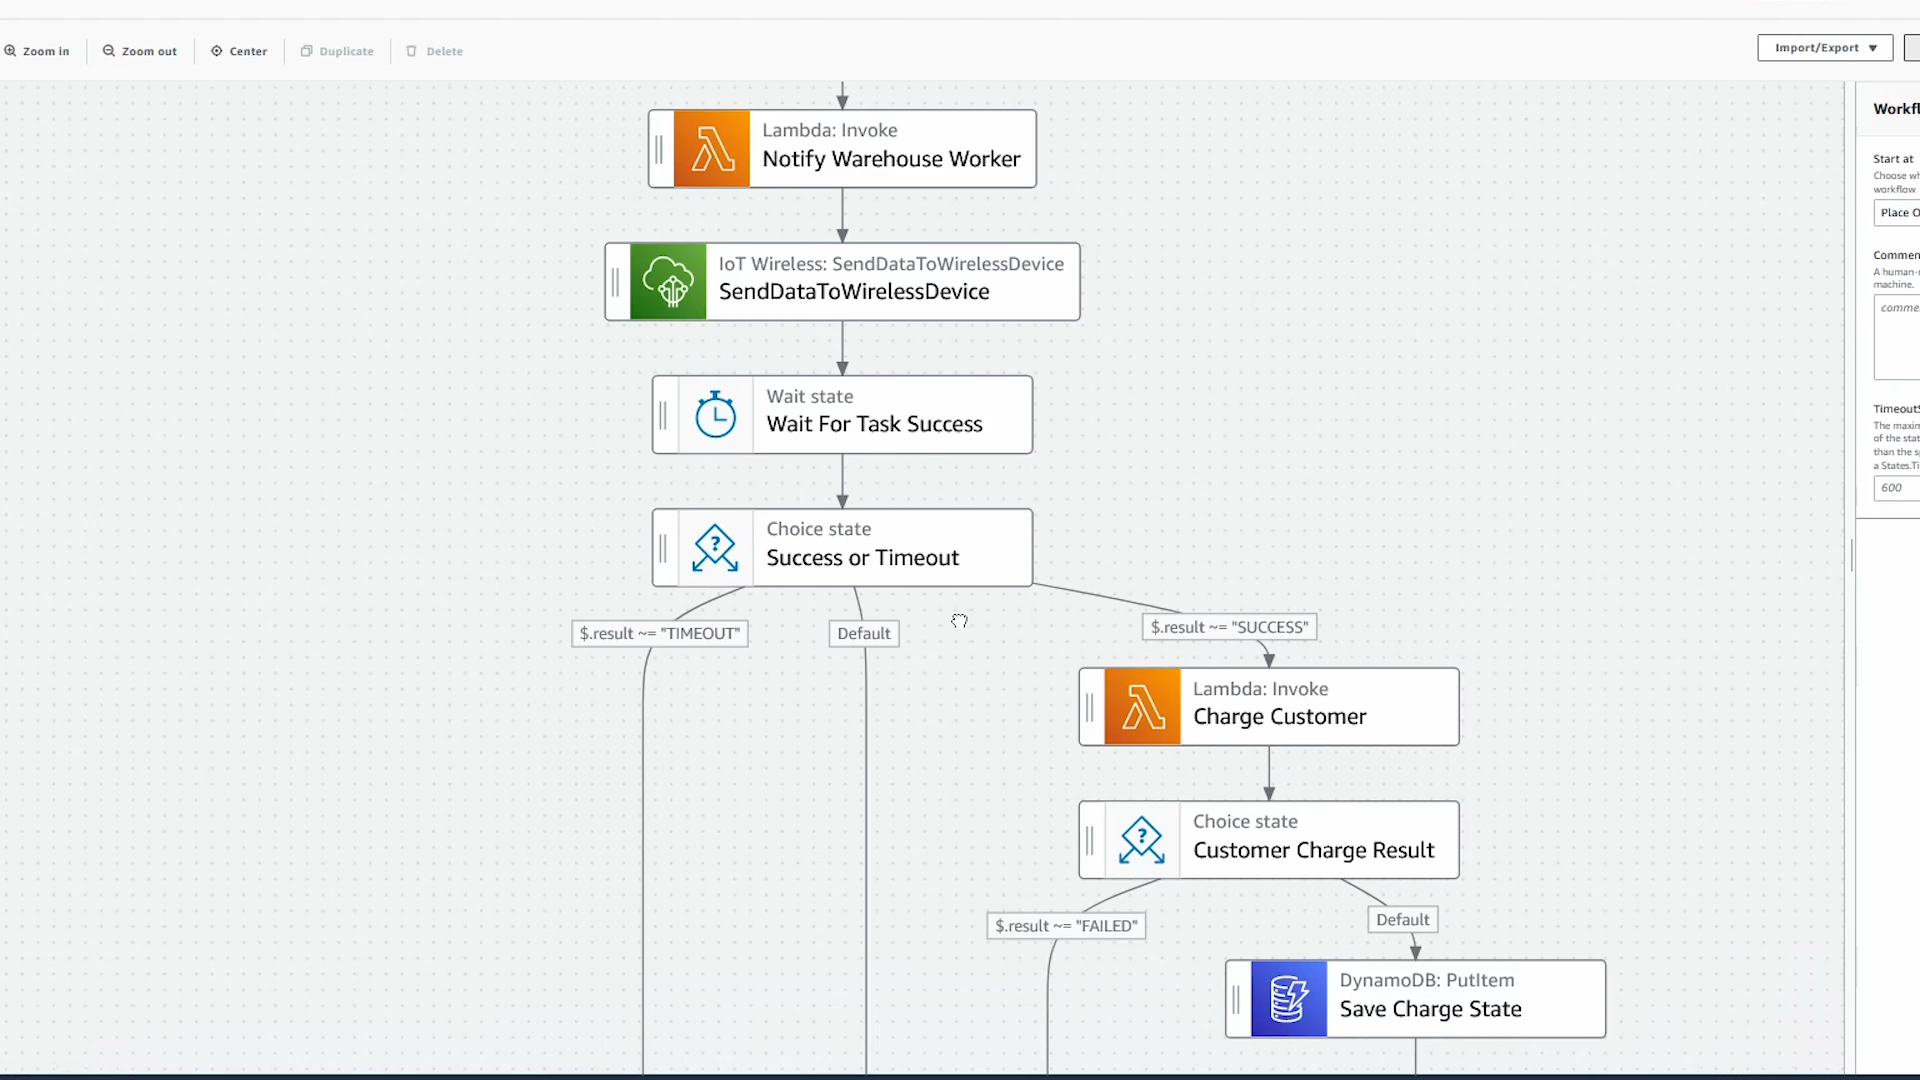 Zoom in
Zoom out
Center
Duplicate
Delete
Import/Export
Lambda: Invoke
Notify Warehouse Worker
IoT Wireless: SendDataToWirelessDevice
SendDataToWirelessDevice
Wait state
Wait For Task Success
Choice state
Success or Timeout
$.result ~= "TIMEOUT"
Default
$.result ~= "SUCCESS"
Lambda: Invoke
Charge Customer
Choice state
Customer Charge Result
$.result ~= "FAILED"
Default
DynamoDB: PutItem
Save Charge State
Workfl
Start at
Choose wh
workflow
Place O
Commen
A human-r
machine.
comme
TimeoutS
The maxim
of the stat
than the sp
a States.Ti
600